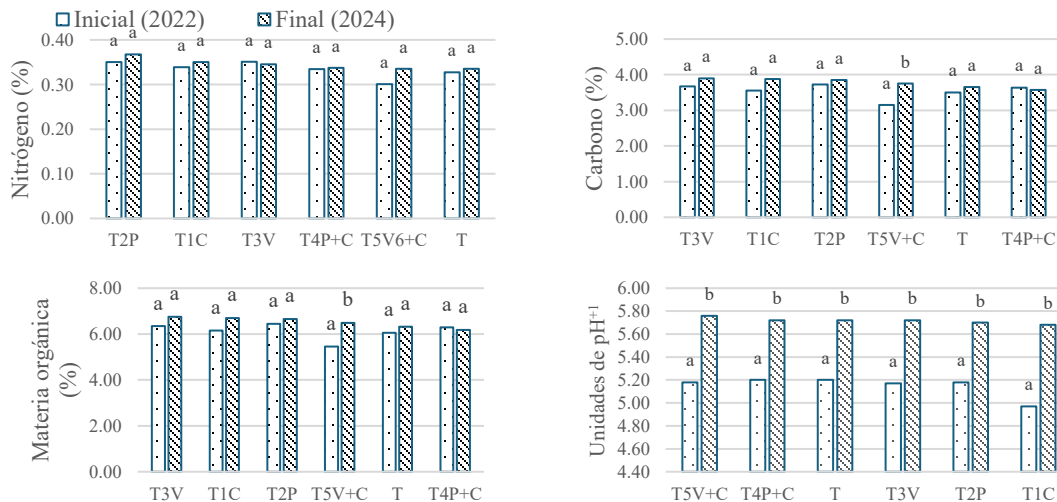 Inicial (2022) Final (2024)
Nitrógeno (%)
0.40
0.30
0.20
0.10
0.00
a a a a a a a a a a a a
T2P T1C T3V T4P+C T5V6+C T
Carbono (%)
5.00
4.00
3.00
2.00
1.00
0.00
a a a a a a a b a a a a
T3V T1C T2P T5V+C T T4P+C
Materia orgánica
(%)
8.00
6.00
4.00
2.00
0.00
a a a a a a a b a a a a
T3V T1C T2P T5V+C T T4P+C
Unidades de pH+1
6.00
5.80
5.60
5.40
5.20
5.00
4.80
4.60
4.40
a b a b a b a b a b a b
T5V+C T4P+C T T3V T2P T1C